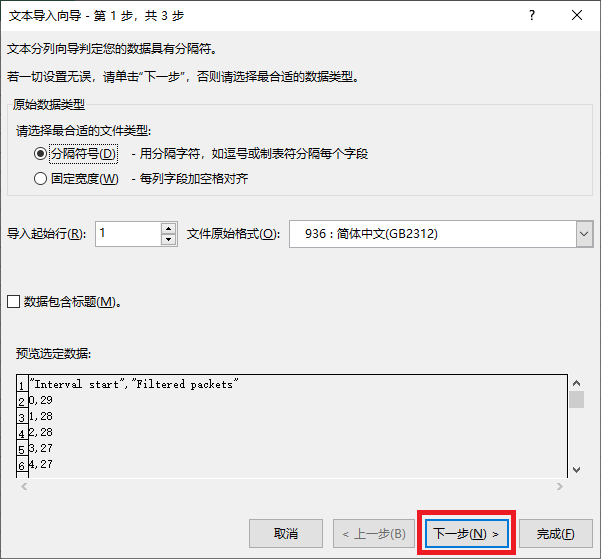 文本导入向导 - 第 1 步，共 3 步
? ×
文本分列向导判定您的数据具有分隔符。
若一切设置无误，请单击“下一步”，否则请选择最合适的数据类型。
原始数据类型
请选择最合适的文件类型:
分隔符号(D) - 用分隔字符，如逗号或制表符分隔每个字段
固定宽度(W) - 每列字段加空格对齐
导入起始行(R): 1 文件原始格式(O): 936 : 简体中文(GB2312)
数据包含标题(M)。
预览选定数据:
1 "Interval start","Filtered packets"
2 0,29
3 1,28
4 2,28
5 3,27
6 4,27
取消 < 上一步(B) 下一步(N) > 完成(F)